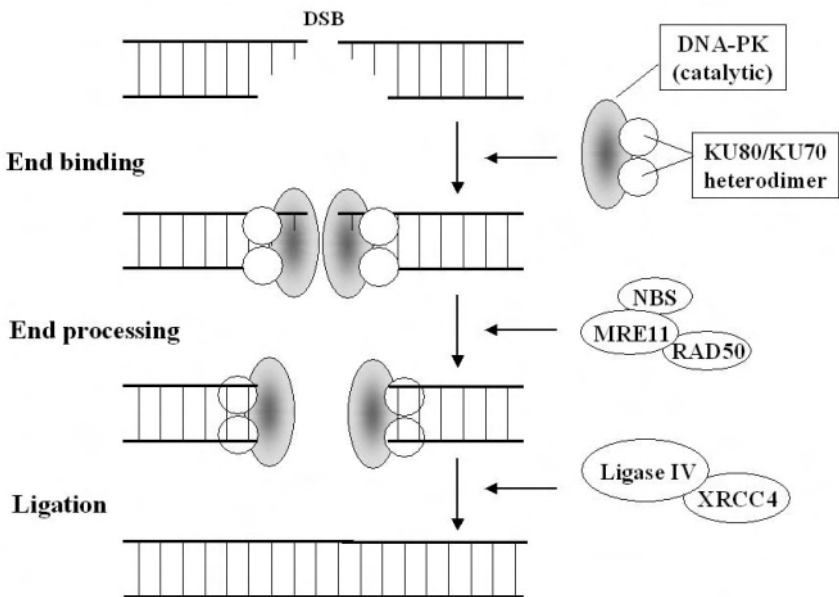 DSB
DNA-PK
(catalytic)
End binding
KU80/KU70
heterodimer
NBS
MRE11
RAD50
End processing
Ligase IV
XRCC4
Ligation